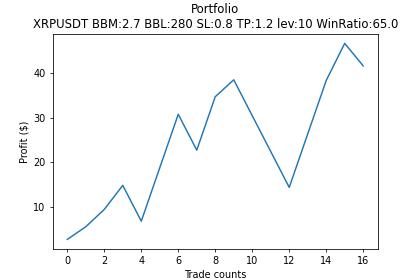 Portfolio
XRPUSDT BBM:2.7 BBL:280 SL:0.8 TP:1.2 lev:10 WinRatio:65.0
40
30
20
10
Profit ($)
0 2 4 6 8 10 12 14 16
Trade counts